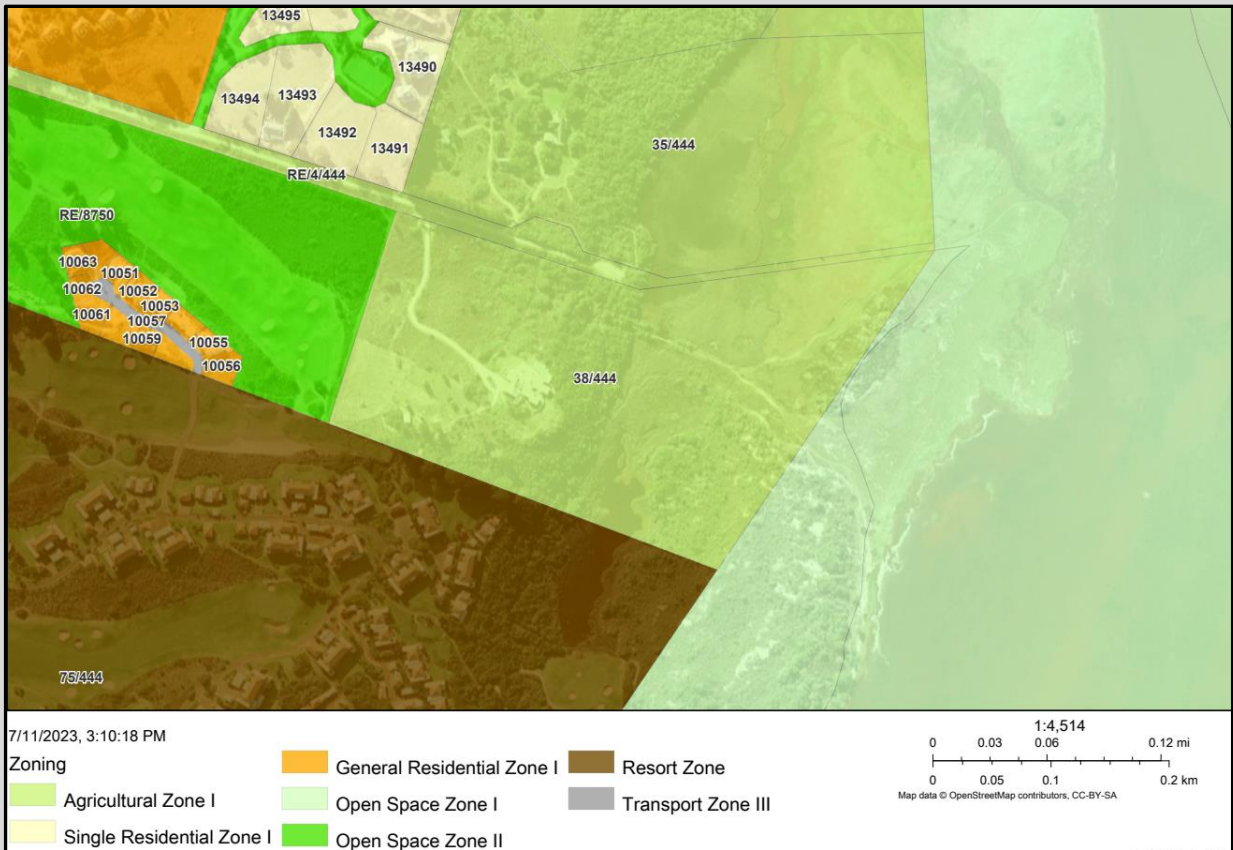 13495
13490
13494
13493
13492
13491
35/444
RE/4/444
RE/8750
10063
10051
10062
10052
10053
10061
10057
10059
10055
10056
38/444
75/444
7/11/2023, 3:10:18 PM
Zoning
Agricultural Zone I
Single Residential Zone I
General Residential Zone I
Open Space Zone I
Open Space Zone II
Resort Zone
Transport Zone III
1:4,514
0 0.03 0.06 0.12 mi
0 0.05 0.1 0.2 km
Map data © OpenStreetMap contributors, CC-BY-SA